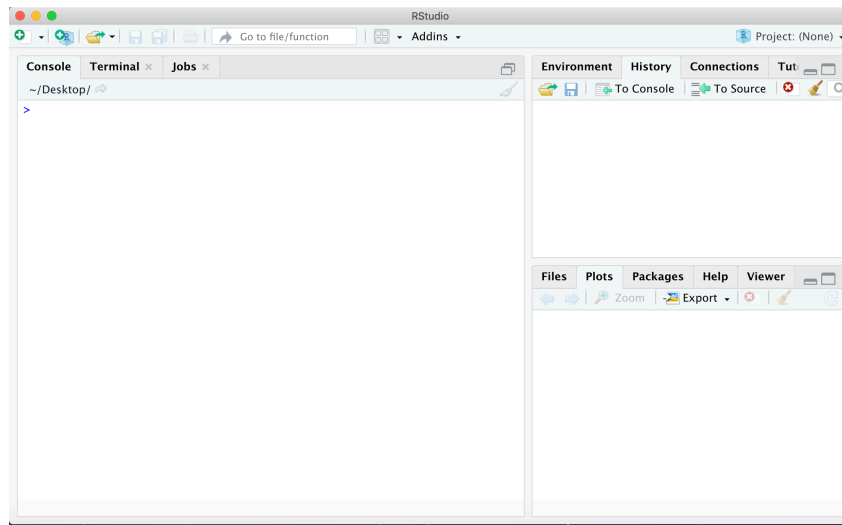 RStudio
Go to file/function
Addins
Project: (None)
Console Terminal Jobs
~/Desktop/
>
Environment History Connections Tut
To Console To Source
Files Plots Packages Help Viewer
Zoom Export